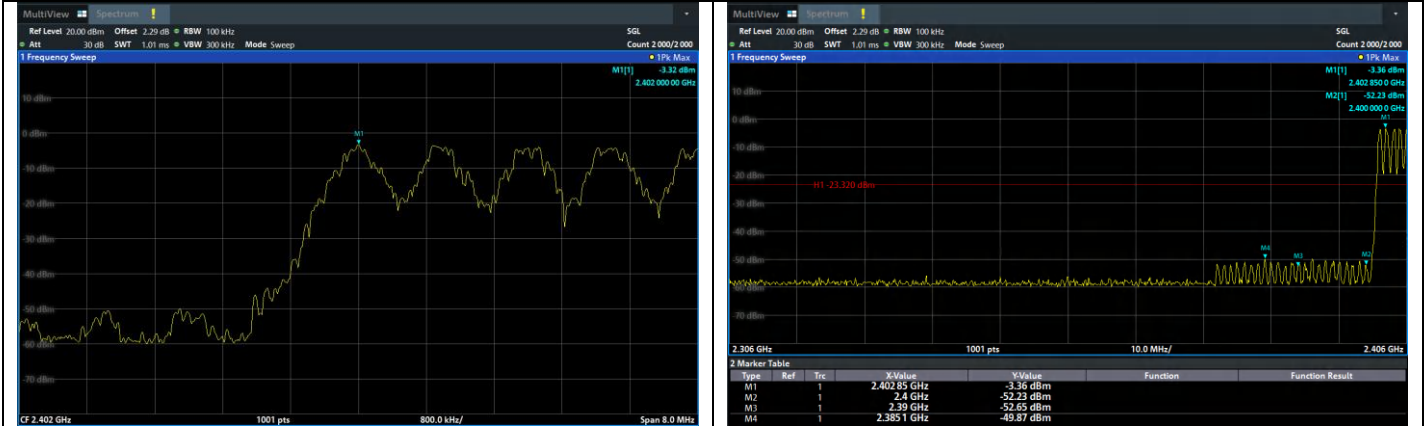 MultiView Spectrum !
Ref Level 20.00 dBm Offset 2.29 dB RBW 100 kHz SGL
Att 30 dB SWT 1.01 ms VBW 300 kHz Mode Sweep Count 2 000/2 000
1 Frequency Sweep 1Pk Max
M1[1] -3.32 dBm
2.402 000 00 GHz
10 dBm
M1
0 dBm
-10 dBm
-20 dBm
-30 dBm
-40 dBm
-50 dBm
-60 dBm
-70 dBm
CF 2.402 GHz 1001 pts 800.0 kHz/ Span 8.0 MHz
MultiView Spectrum !
Ref Level 20.00 dBm Offset 2.29 dB RBW 100 kHz SGL
Att 30 dB SWT 1.01 ms VBW 300 kHz Mode Sweep Count 2 000/2 000
1 Frequency Sweep 1Pk Max
M1[1] -3.36 dBm
2.402 850 0 GHz
10 dBm
M2[1] -52.23 dBm
2.400 000 0 GHz
0 dBm M1
-10 dBm
-20 dBm
H1 -23.320 dBm
-30 dBm
-40 dBm
M4
-50 dBm M3 M2
-60 dBm
-70 dBm
2.306 GHz 1001 pts 10.0 MHz/ 2.406 GHz
2 Marker Table
Type Ref Trc X-Value Y-Value Function Function Result
M1 1 2.402 85 GHz -3.36 dBm
M2 1 2.4 GHz -52.23 dBm
M3 1 2.39 GHz -52.65 dBm
M4 1 2.385 1 GHz -49.87 dBm